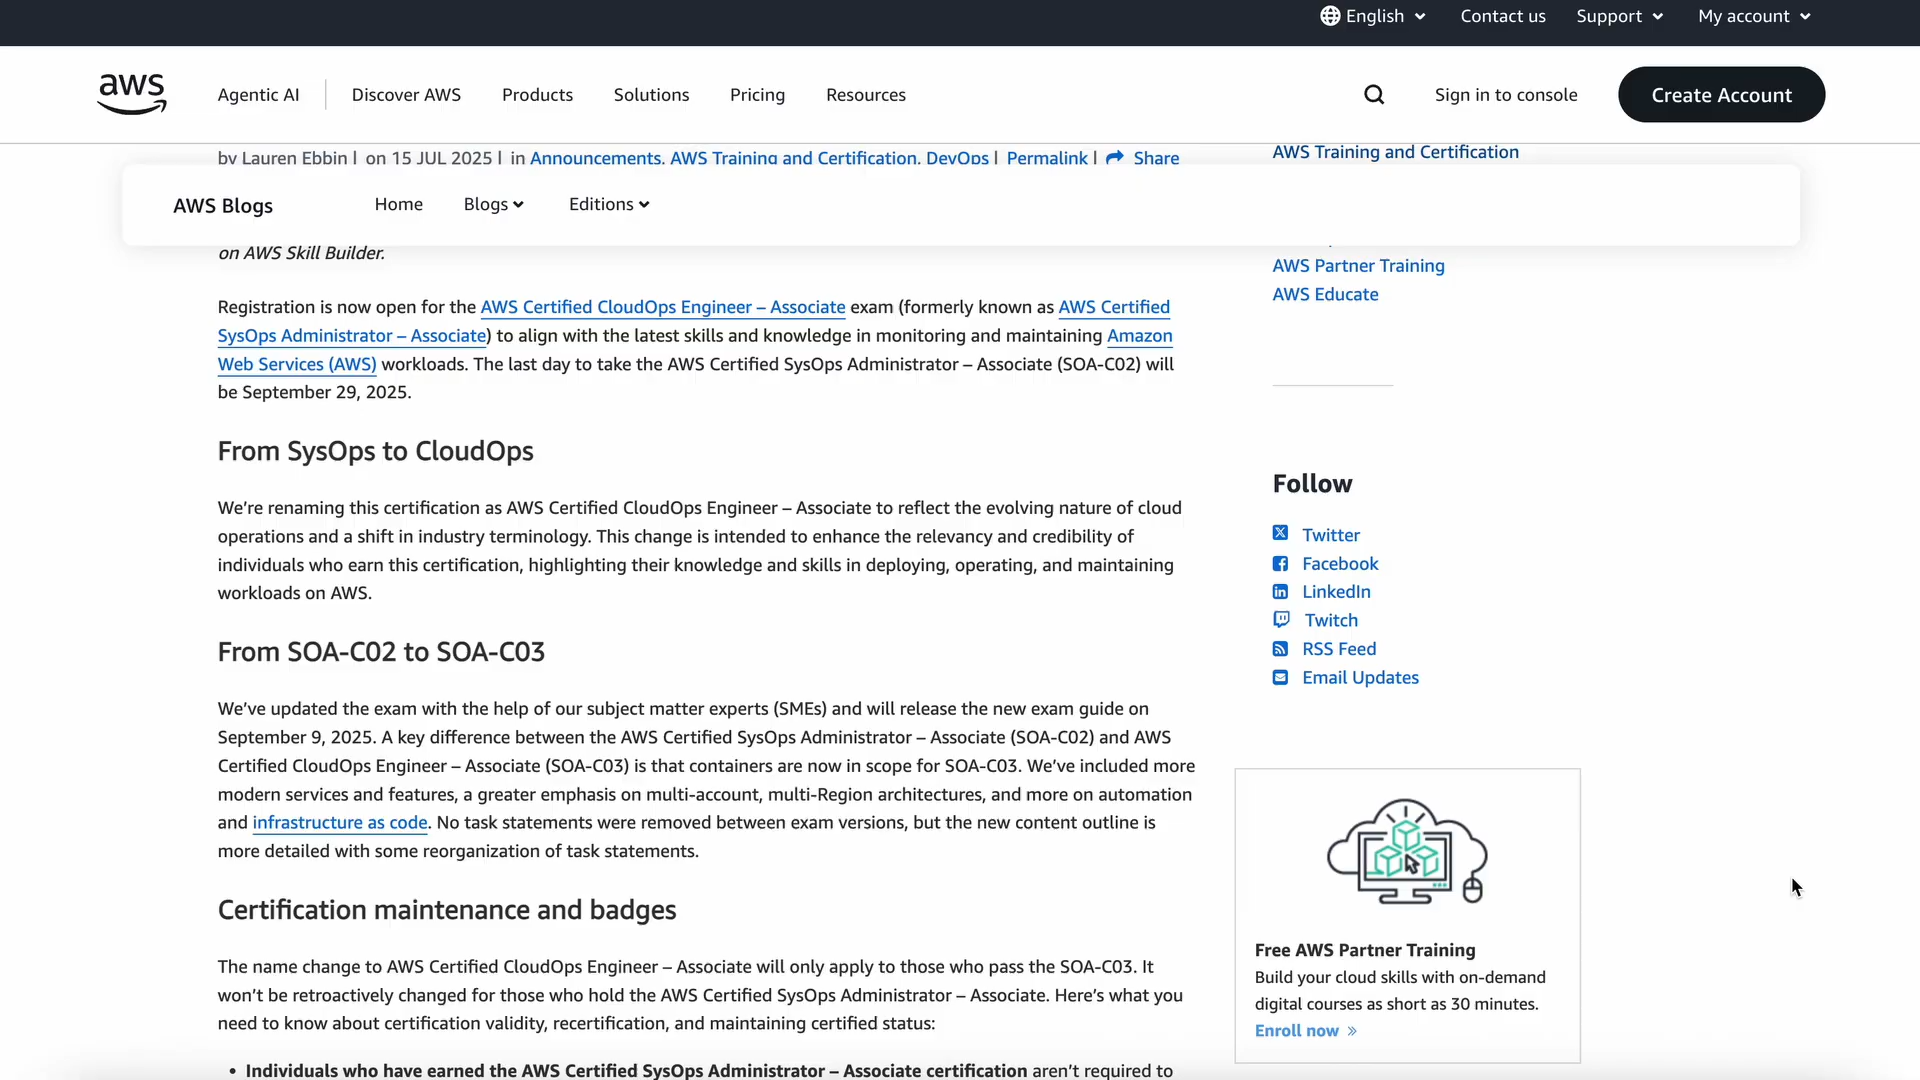 English
Contact us
Support
My account
aws
Agentic AI
Discover AWS
Products
Solutions
Pricing
Resources
Sign in to console
Create Account
by Lauren Ebbin | on 15 JUL 2025 | in Announcements, AWS Training and Certification, DevOps | Permalink | Share
AWS Blogs
Home
Blogs
Editions
on AWS Skill Builder.
Registration is now open for the AWS Certified CloudOps Engineer – Associate exam (formerly known as AWS Certified
SysOps Administrator – Associate) to align with the latest skills and knowledge in monitoring and maintaining Amazon
Web Services (AWS) workloads. The last day to take the AWS Certified SysOps Administrator – Associate (SOA-C02) will
be September 29, 2025.
From SysOps to CloudOps
We’re renaming this certification as AWS Certified CloudOps Engineer – Associate to reflect the evolving nature of cloud
operations and a shift in industry terminology. This change is intended to enhance the relevancy and credibility of
individuals who earn this certification, highlighting their knowledge and skills in deploying, operating, and maintaining
workloads on AWS.
From SOA-C02 to SOA-C03
We’ve updated the exam with the help of our subject matter experts (SMEs) and will release the new exam guide on
September 9, 2025. A key difference between the AWS Certified SysOps Administrator – Associate (SOA-C02) and AWS
Certified CloudOps Engineer – Associate (SOA-C03) is that containers are now in scope for SOA-C03. We’ve included more
modern services and features, a greater emphasis on multi-account, multi-Region architectures, and more on automation
and infrastructure as code. No task statements were removed between exam versions, but the new content outline is
more detailed with some reorganization of task statements.
Certification maintenance and badges
The name change to AWS Certified CloudOps Engineer – Associate will only apply to those who pass the SOA-C03. It
won’t be retroactively changed for those who hold the AWS Certified SysOps Administrator – Associate. Here’s what you
need to know about certification validity, recertification, and maintaining certified status:
• Individuals who have earned the AWS Certified SysOps Administrator – Associate certification aren’t required to
AWS Training and Certification
AWS Partner Training
AWS Educate
Follow
Twitter
Facebook
LinkedIn
Twitch
RSS Feed
Email Updates
Free AWS Partner Training
Build your cloud skills with on-demand
digital courses as short as 30 minutes.
Enroll now »